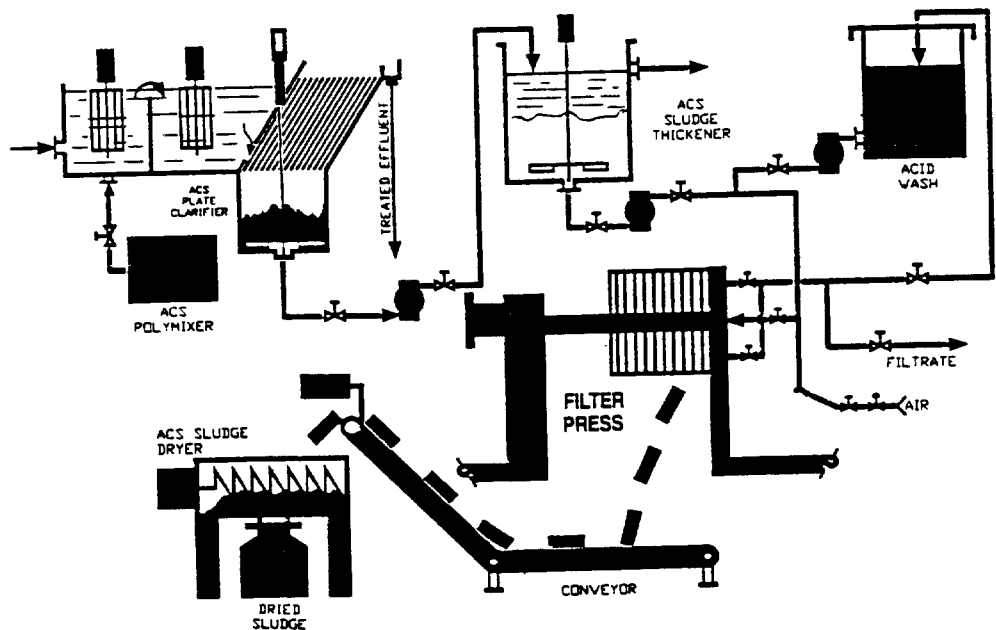 ACS
PLATE
CLARIFIER
TREATED EFFLUENT
ACS
SLUDGE
THICKENER
ACID
WASH
ACS
POLYMIXER
FILTRATE
AIR
FILTER
PRESS
ACS SLUDGE
DRYER
CONVEYOR
DRIED
SLUDGE